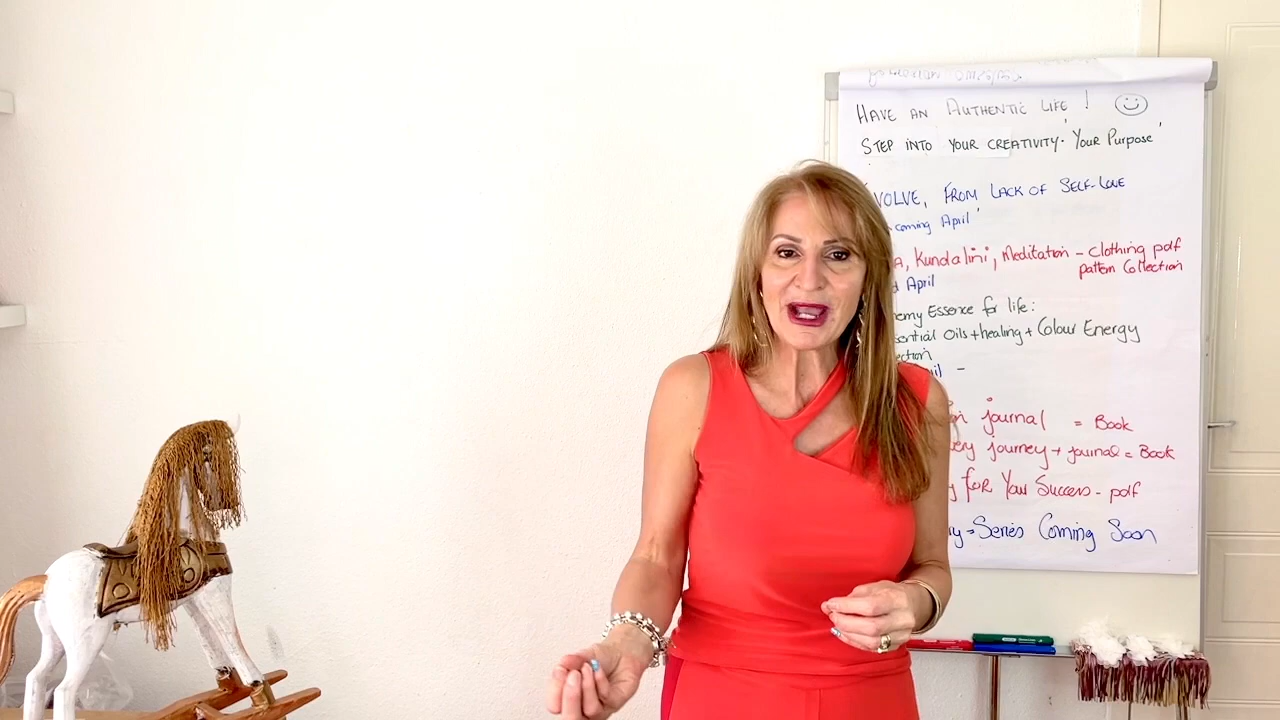 HAVE AN AUTHENTIC LIFE !
STEP INTO YOUR CREATIVITY. 'Your Purpose'
VOLVE, FROM LACK OF SELF-LOVE
coming April'
, Kundalini, Meditation - Clothing pdf
pattern Collection
April
Essence for life:
Oils + healing + Colour Energy
journal = Book
journey + journal = Book
FOR Your Success - pdf
Series Coming Soon